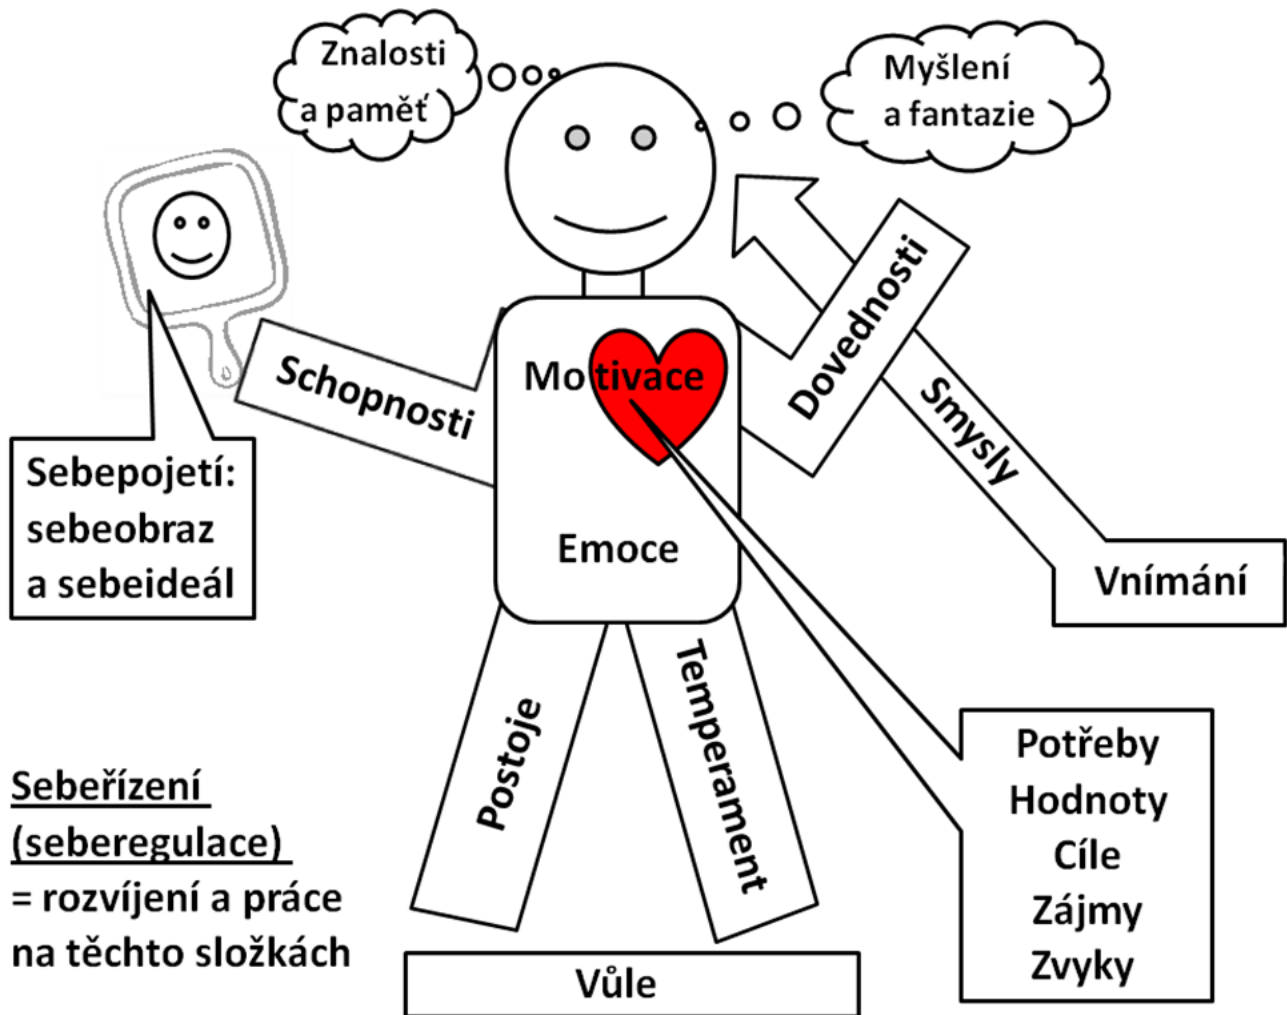 Znalosti
a paměť
Myšlení
a fantazie
Schopnosti
Motivace
Dovednosti
Smysly
Sebepojetí:
sebeobraz
a sebeideál
Emoce
Vnímání
Postoje
Temperament
Potřeby
Hodnoty
Cíle
Zájmy
Zvyky
Sebeřízení
(seberegulace)
= rozvíjení a práce
na těchto složkách
Vůle